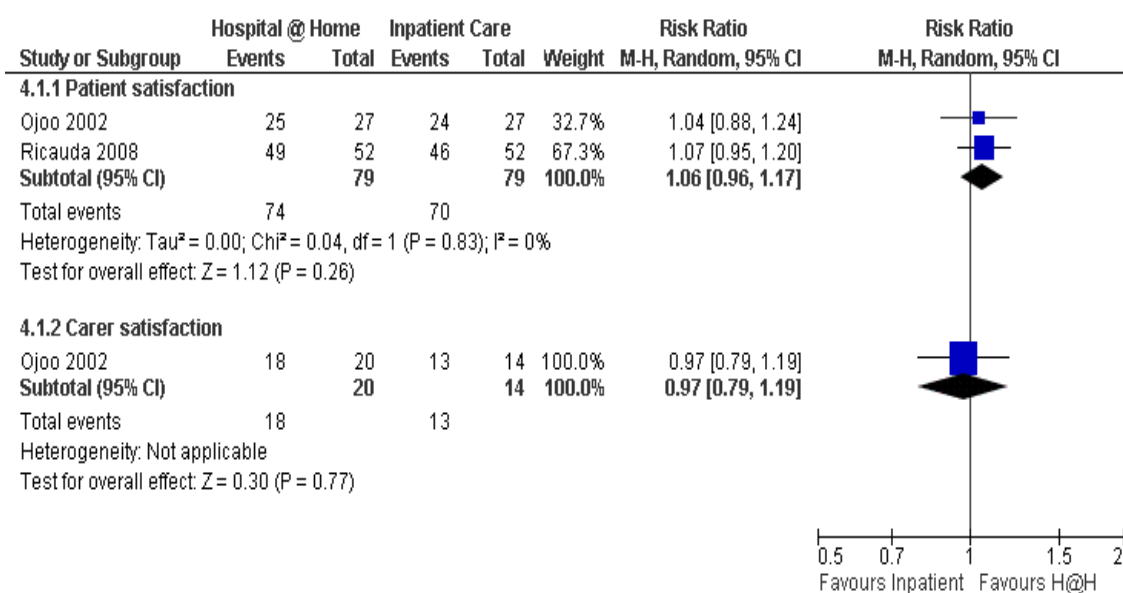 Hospital @ Home Inpatient Care Risk Ratio Risk Ratio
Study or Subgroup Events Total Events Total Weight M-H, Random, 95% CI M-H, Random, 95% CI
4.1.1 Patient satisfaction
Ojoo 2002 25 27 24 27 32.7% 1.04 [0.88, 1.24]
Ricauda 2008 49 52 46 52 67.3% 1.07 [0.95, 1.20]
Subtotal (95% CI) 79 79 100.0% 1.06 [0.96, 1.17]
Total events 74 70
Heterogeneity: Tau² = 0.00; Chi² = 0.04, df = 1 (P = 0.83); I² = 0%
Test for overall effect: Z = 1.12 (P = 0.26)
4.1.2 Carer satisfaction
Ojoo 2002 18 20 13 14 100.0% 0.97 [0.79, 1.19]
Subtotal (95% CI) 20 14 100.0% 0.97 [0.79, 1.19]
Total events 18 13
Heterogeneity: Not applicable
Test for overall effect: Z = 0.30 (P = 0.77)
0.5 0.7 1 1.5 2
Favours Inpatient Favours H@H